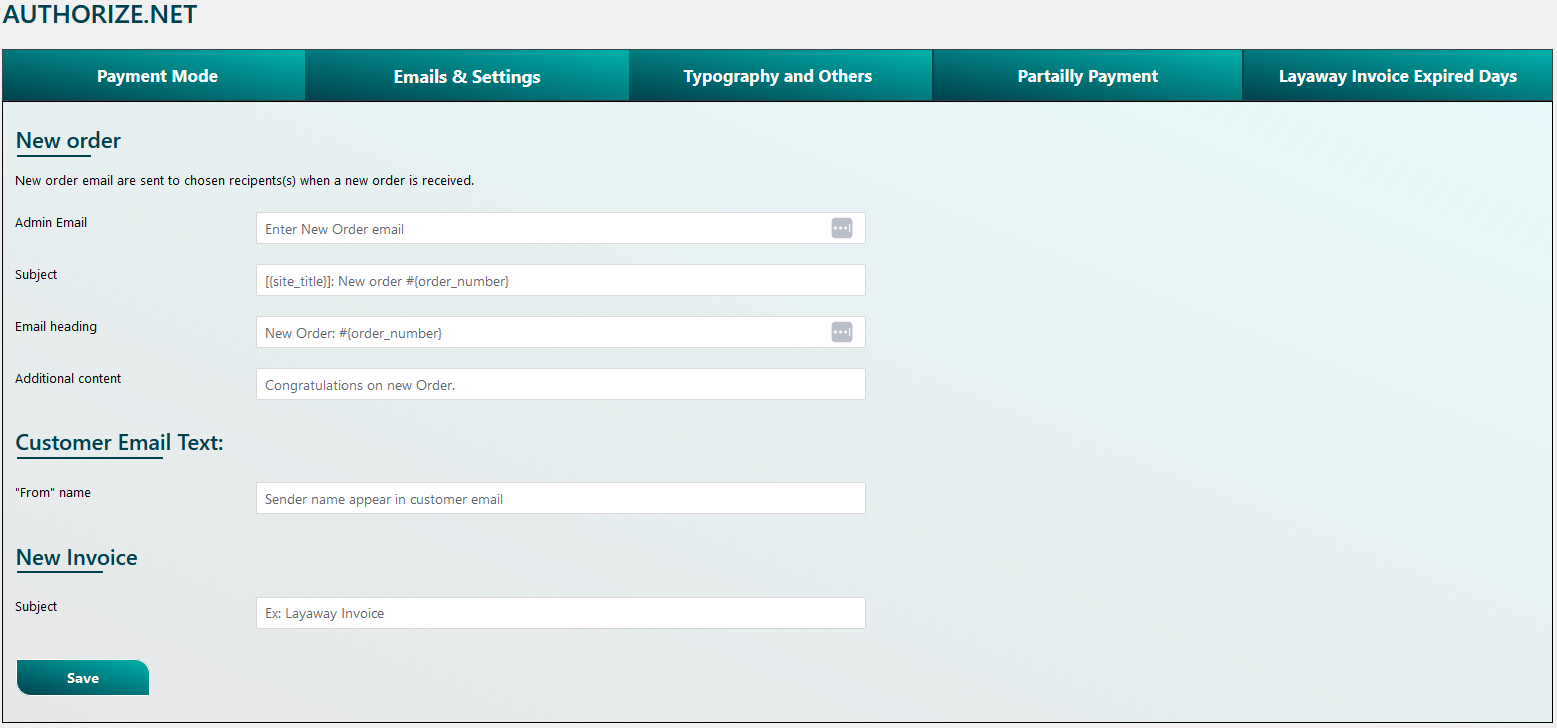 AUTHORIZE.NET
Payment Mode
Emails & Settings
Typography and Others
Partailly Payment
Layaway Invoice Expired Days
New order
New order email are sent to chosen recipents(s) when a new order is received.
Admin Email
Enter New Order email
Subject
[{site_title}]: New order #{order_number}
Email heading
New Order: #{order_number}
Additional content
Congratulations on new Order.
Customer Email Text:
"From" name
Sender name appear in customer email
New Invoice
Subject
Ex: Layaway Invoice
Save